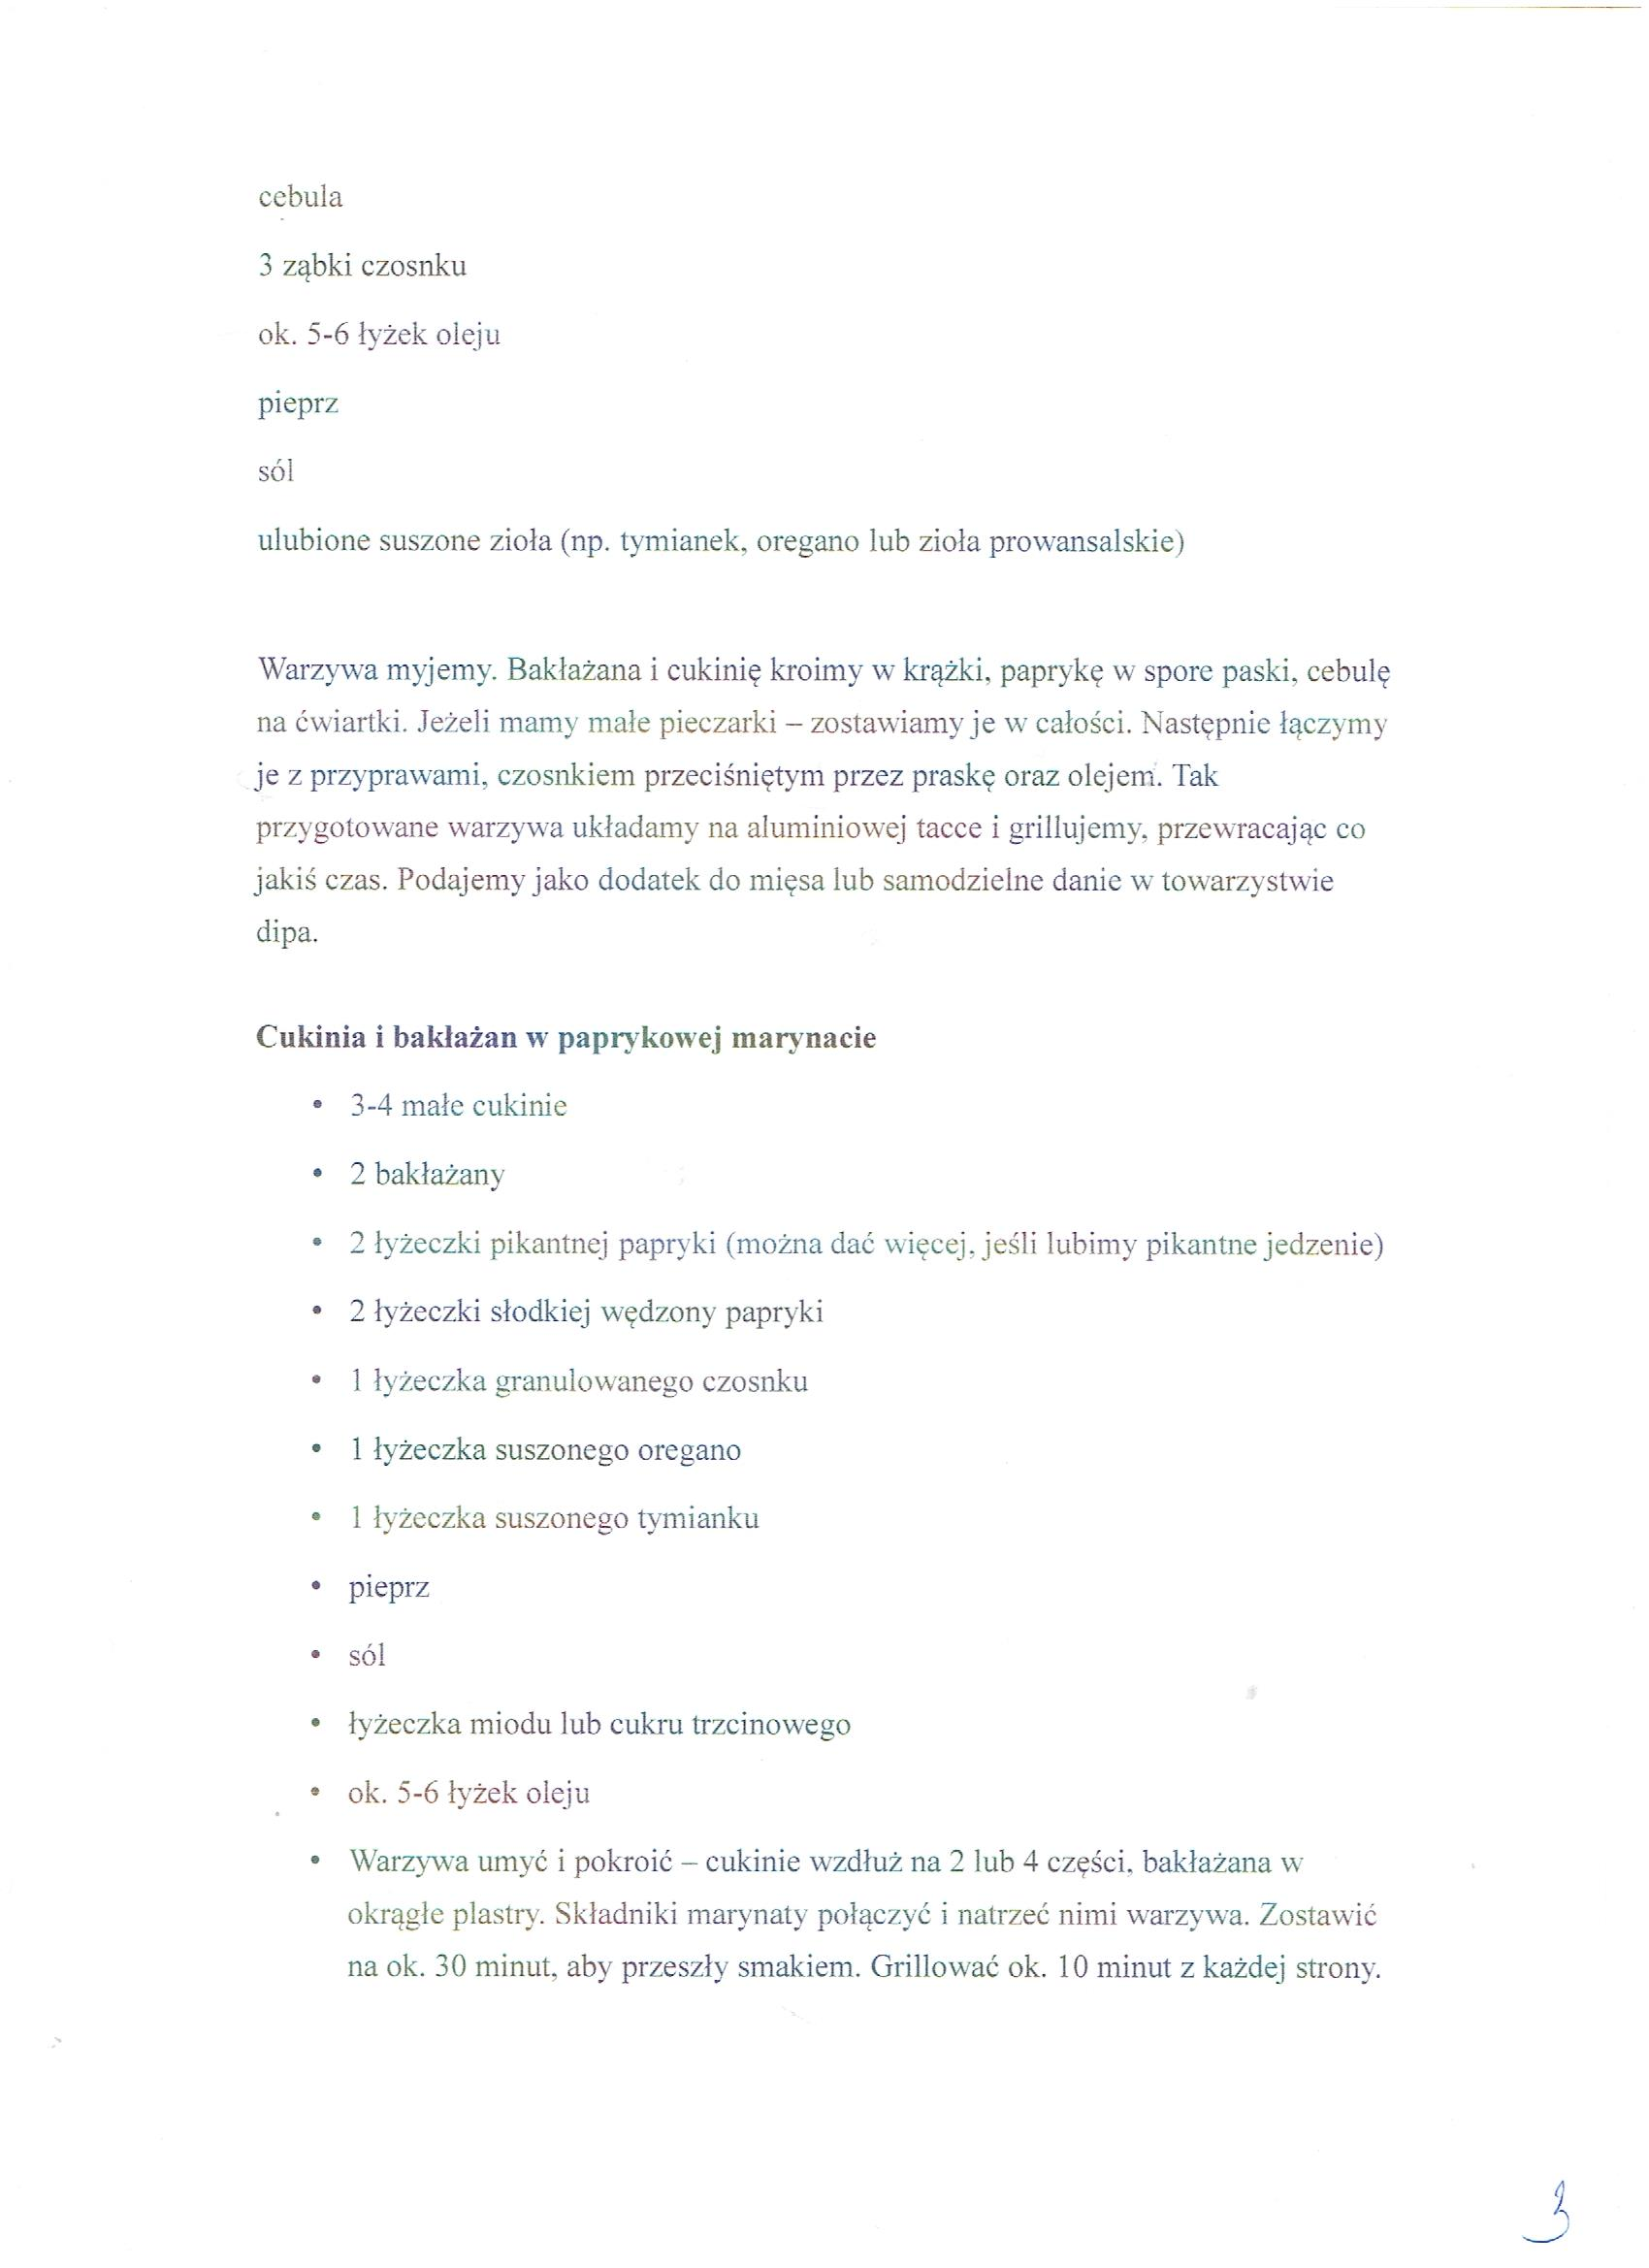 cebula
3 ząbki czosnku
ok. 5-6 łyżek oleju
pieprz
sól
ulubione suszone zioła (np. tymianek, oregano lub zioła prowansalskie)
Warzywa myjemy. Bakłażana i cukinię kroimy w krążki, paprykę w spore paski, cebulę
na ćwiartki. Jeżeli mamy małe pieczarki – zostawiamy je w całości. Następnie łączymy
je z przyprawami, czosnkiem przeciśniętym przez praskę oraz olejem. Tak
przygotowane warzywa układamy na aluminiowej tacce i grillujemy, przewracając co
jakiś czas. Podajemy jako dodatek do mięsa lub samodzielne danie w towarzystwie
dipa.
Cukinia i bakłażan w paprykowej marynacie
• 3-4 małe cukinie
• 2 bakłażany
• 2 łyżeczki pikantnej papryki (można dać więcej, jeśli lubimy pikantne jedzenie)
• 2 łyżeczki słodkiej wędzony papryki
• 1 łyżeczka granulowanego czosnku
• 1 łyżeczka suszonego oregano
• 1 łyżeczka suszonego tymianku
• pieprz
• sól
• łyżeczka miodu lub cukru trzcinowego
• ok. 5-6 łyżek oleju
• Warzywa umyć i pokroić – cukinie wzdłuż na 2 lub 4 części, bakłażana w
okrągłe plastry. Składniki marynaty połączyć i natrzeć nimi warzywa. Zostawić
na ok. 30 minut, aby przeszły smakiem. Grillować ok. 10 minut z każdej strony.
3